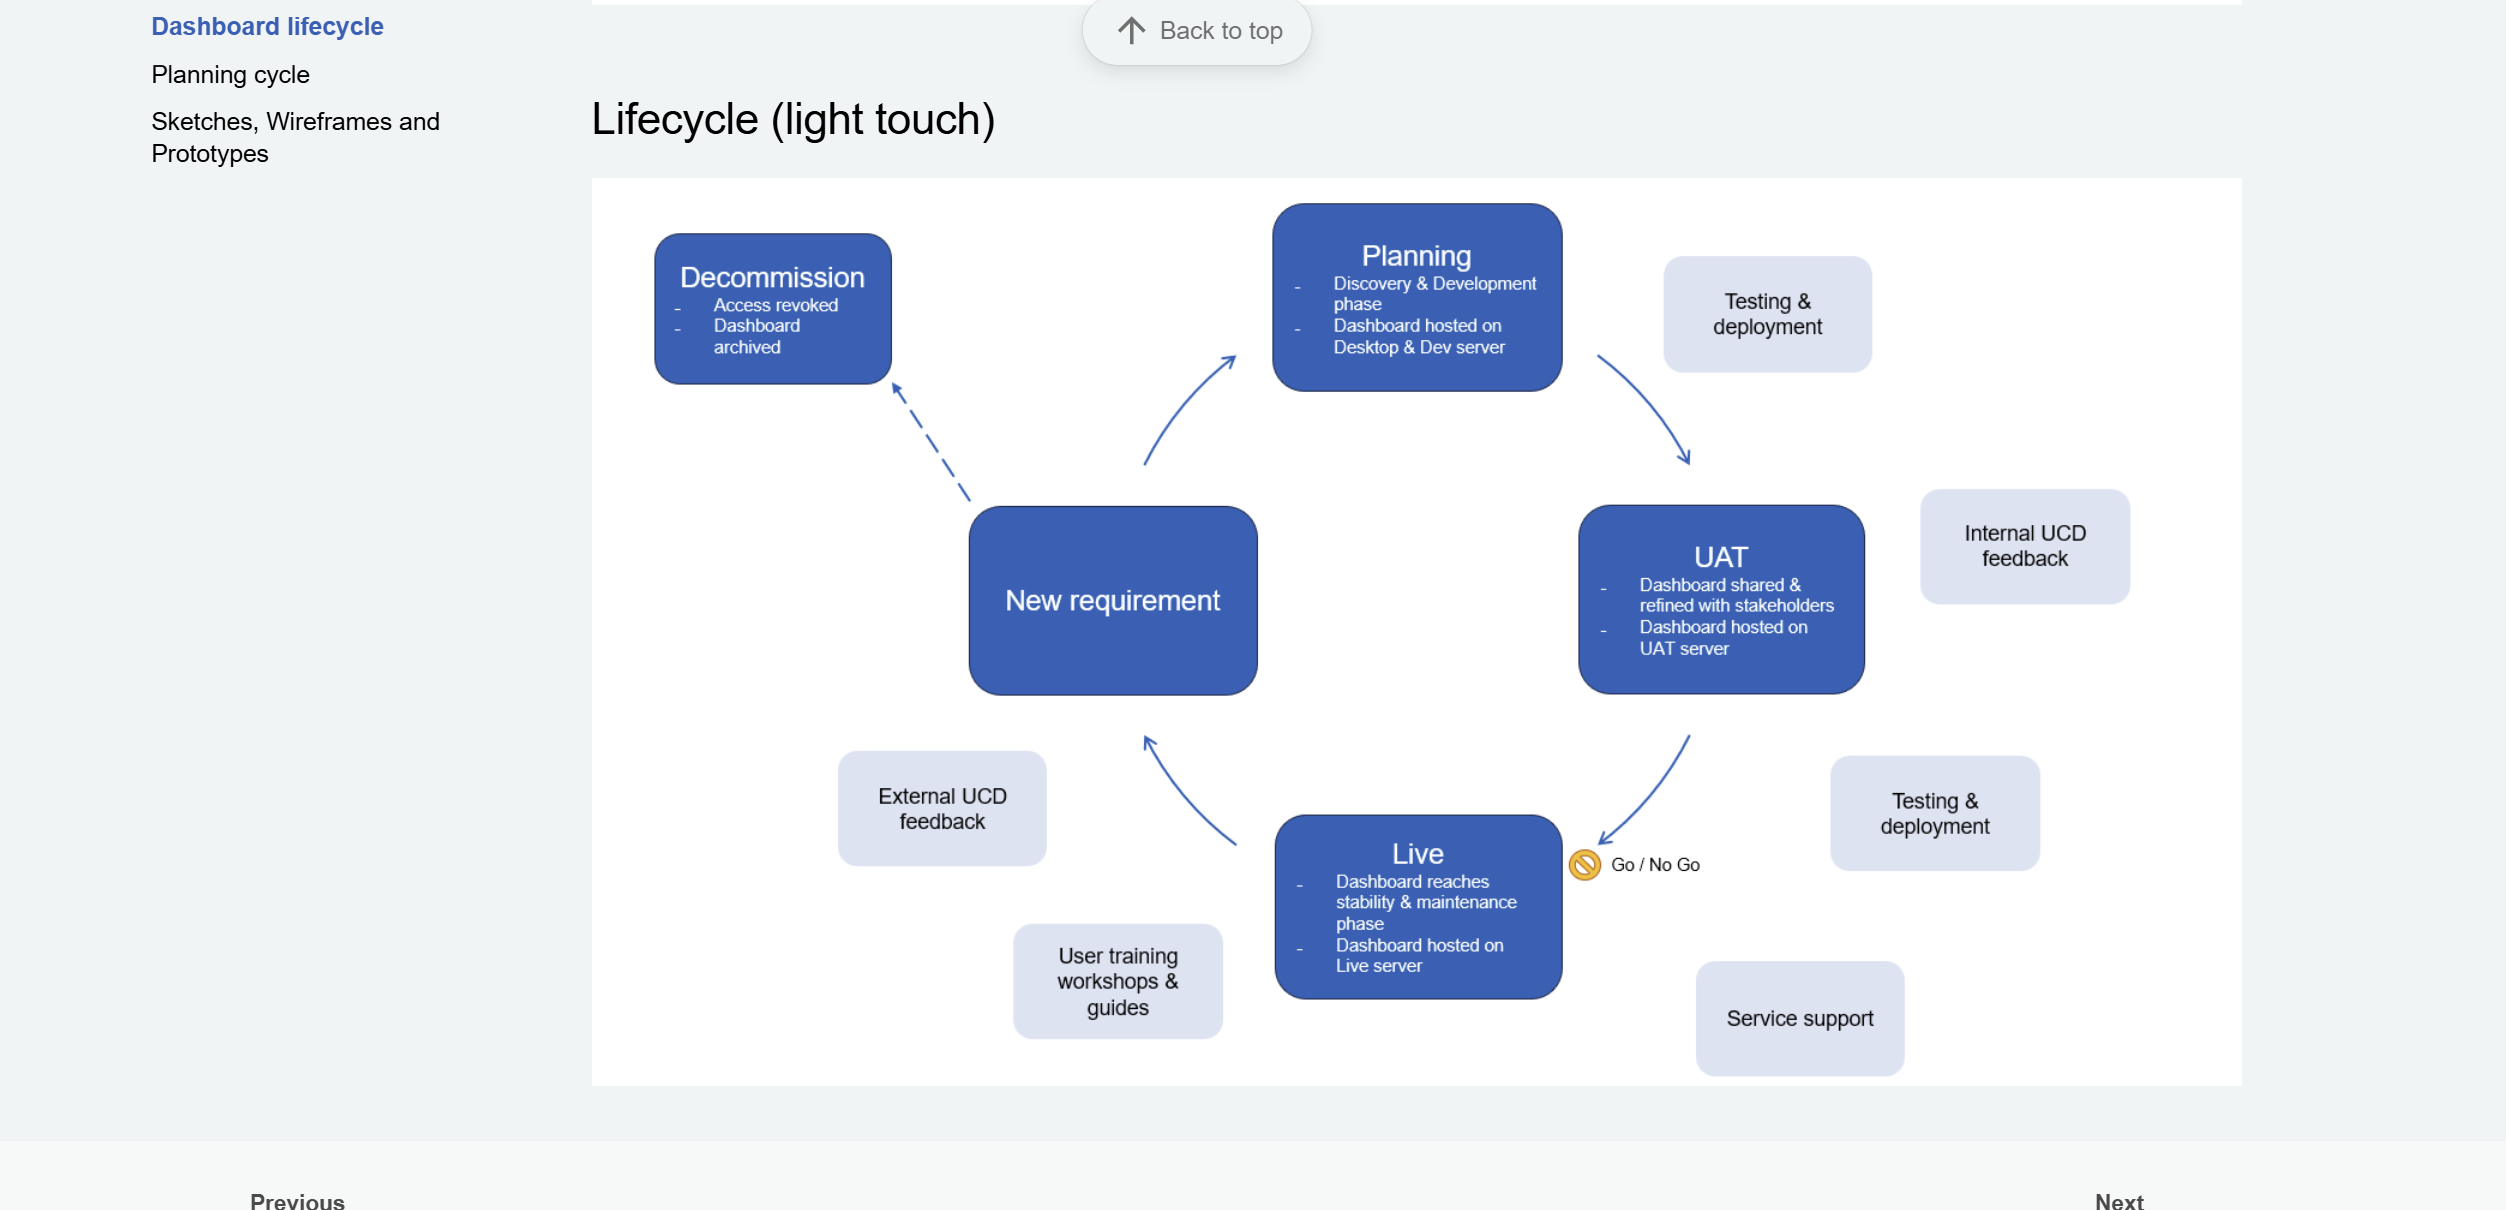 Dashboard lifecycle
Planning cycle
Sketches, Wireframes and
Prototypes
Back to top
Lifecycle (light touch)
Decommission
- Access revoked
- Dashboard
archived
Planning
- Discovery & Development
phase
- Dashboard hosted on
Desktop & Dev server
Testing &
deployment
New requirement
UAT
- Dashboard shared &
refined with stakeholders
- Dashboard hosted on
UAT server
Internal UCD
feedback
External UCD
feedback
Live
- Dashboard reaches
stability & maintenance
phase
- Dashboard hosted on
Live server
Go / No Go
Testing &
deployment
User training
workshops &
guides
Service support
Previous
Next